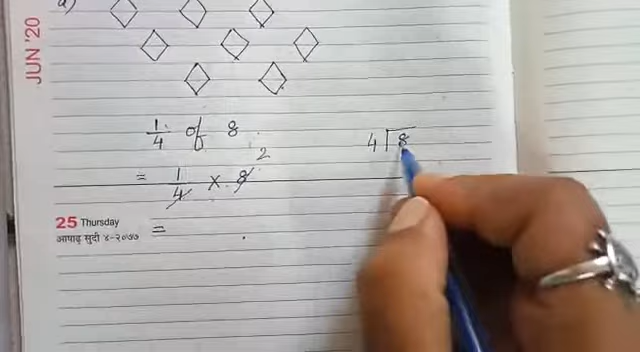 a)
JUN '20
1/4 of 8
= 1/4 × 8 2
4 8
25 Thursday
आषाढ़ सुदी ४-२०७७
=